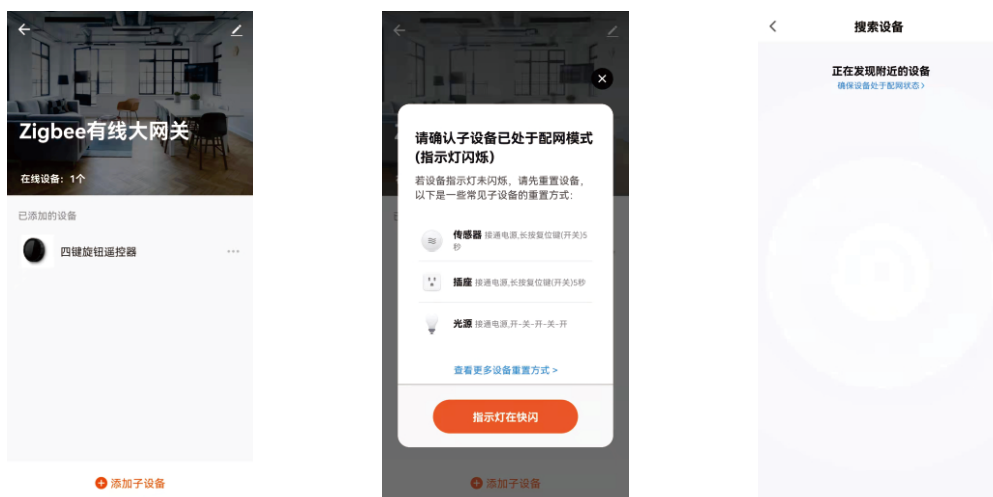 Zigbee有线大网关
在线设备：1个
已添加的设备
四键旋钮遥控器
添加子设备
请确认子设备已处于配网模式
(指示灯闪烁)
若设备指示灯未闪烁，请先重置设备，
以下是一些常见子设备的重置方式：
传感器 接通电源,长按复位键(开关)5
秒
插座 接通电源,长按复位键(开关)5秒
光源 接通电源,开-关-开-关-开
查看更多设备重置方式 >
指示灯在快闪
添加子设备
搜索设备
正在发现附近的设备
确保设备处于配网状态 >